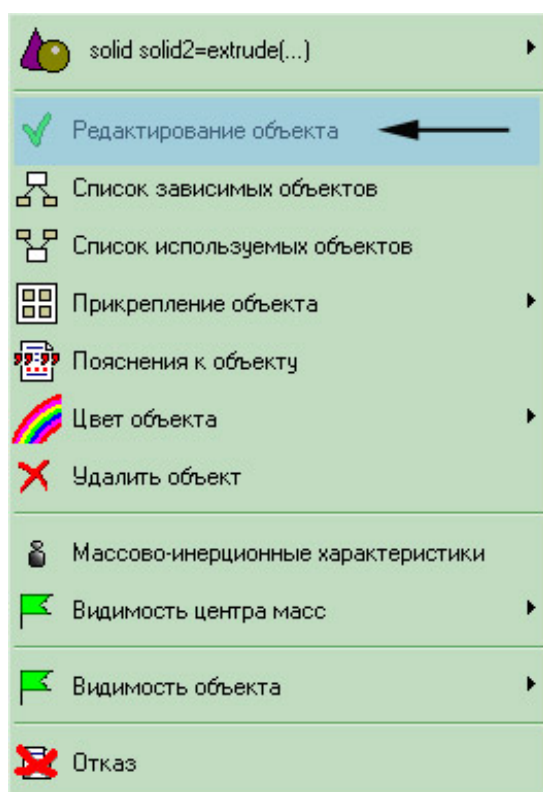 solid solid2=extrude(...)
Редактирование объекта
Список зависимых объектов
Список используемых объектов
Прикрепление объекта
Пояснения к объекту
Цвет объекта
Удалить объект
Массово-инерционные характеристики
Видимость центра масс
Видимость объекта
Отказ